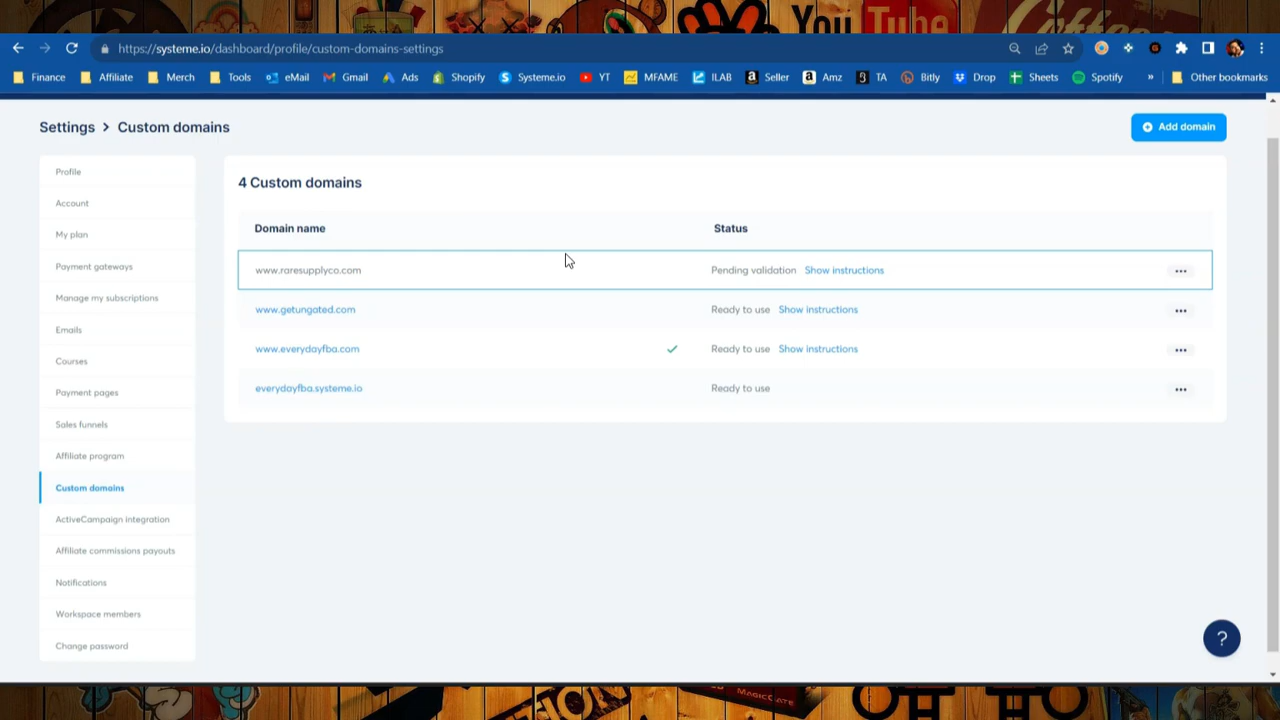 You Tube
https://systeme.io/dashboard/profile/custom-domains-settings
Finance Affiliate Merch Tools eMail Gmail Ads Shopify Systeme.io YT MFAME ILAB Seller Amz TA Bitly Drop Sheets Spotify » Other bookmarks
Settings > Custom domains
Add domain
Profile
Account
My plan
Payment gateways
Manage my subscriptions
Emails
Courses
Payment pages
Sales funnels
Affiliate program
Custom domains
ActiveCampaign integration
Affiliate commissions payouts
Notifications
Workspace members
Change password
4 Custom domains
Domain name Status
www.raresupplyco.com Pending validation Show instructions
www.getungated.com Ready to use Show instructions
www.everydayfba.com Ready to use Show instructions
everydayfba.systeme.io Ready to use
?